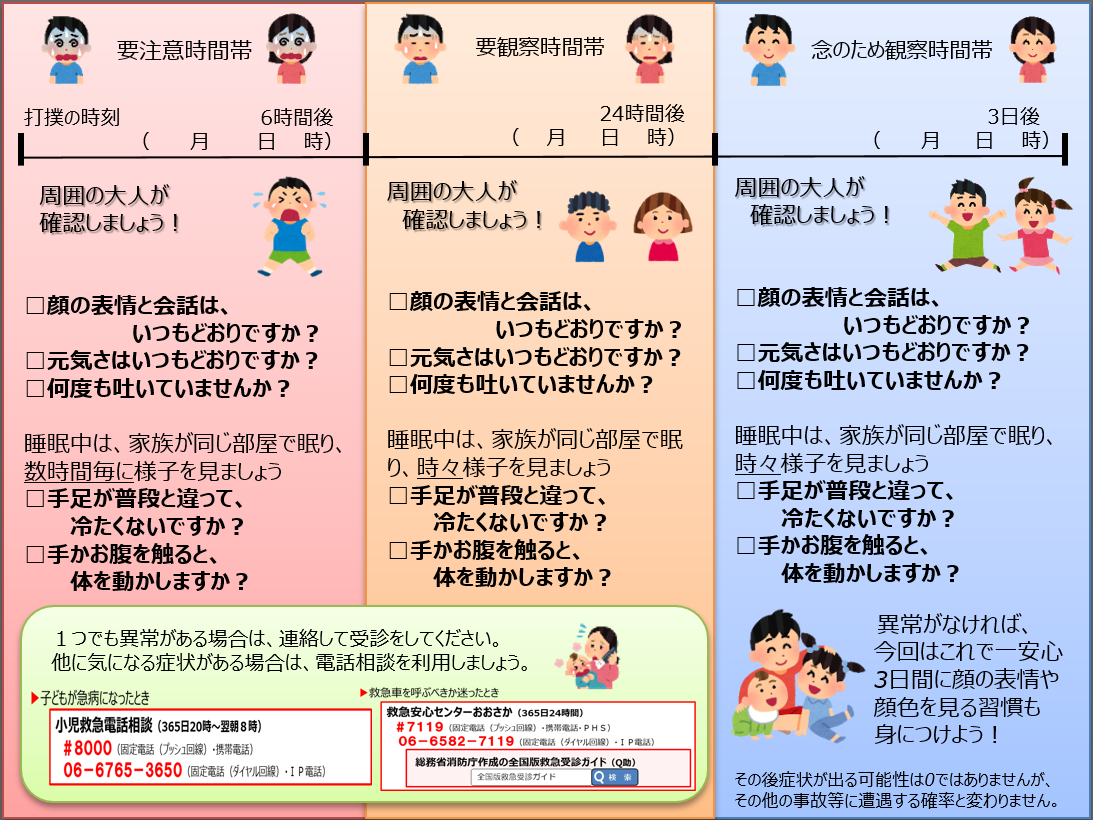 要注意時間帯
打撲の時刻
6時間後
(　月　日　時)
周囲の大人が
確認しましょう！
□顔の表情と会話は、
いつもどおりですか？
□元気さはいつもどおりですか？
□何度も吐いていませんか？
睡眠中は、家族が同じ部屋で眠り、
数時間毎に様子を見ましょう
□手足が普段と違って、
冷たくないですか？
□手かお腹を触ると、
体を動かしますか？
要観察時間帯
24時間後
(　月　日　時)
周囲の大人が
確認しましょう！
□顔の表情と会話は、
いつもどおりですか？
□元気さはいつもどおりですか？
□何度も吐いていませんか？
睡眠中は、家族が同じ部屋で眠
り、時々様子を見ましょう
□手足が普段と違って、
冷たくないですか？
□手かお腹を触ると、
体を動かしますか？
念のため観察時間帯
3日後
(　月　日　時)
周囲の大人が
確認しましょう！
□顔の表情と会話は、
いつもどおりですか？
□元気さはいつもどおりですか？
□何度も吐いていませんか？
睡眠中は、家族が同じ部屋で眠り、
時々様子を見ましょう
□手足が普段と違って、
冷たくないですか？
□手かお腹を触ると、
体を動かしますか？
異常がなければ、
今回はこれで一安心
3日間に顔の表情や
顔色を見る習慣も
身につけよう！
その後症状が出る可能性は0ではありませんが、
その他の事故等に遭遇する確率と変わりません。
１つでも異常がある場合は、連絡して受診をしてください。
他に気になる症状がある場合は、電話相談を利用しましょう。
▶子どもが急病になったとき
小児救急電話相談（365日20時〜翌朝８時）
＃8000（固定電話（プッシュ回線）・携帯電話）
06−6765−3650（固定電話（ダイヤル回線）・ＩＰ電話）
▶救急車を呼ぶべきか迷ったとき
救急安心センターおおさか（365日24時間）
＃7119（固定電話（プッシュ回線）・携帯電話・ＰＨＳ）
06−6582−7119（固定電話（ダイヤル回線）・ＩＰ電話）
総務省消防庁作成の全国版救急受診ガイド（Q助）
全国版救急受診ガイド
検 索